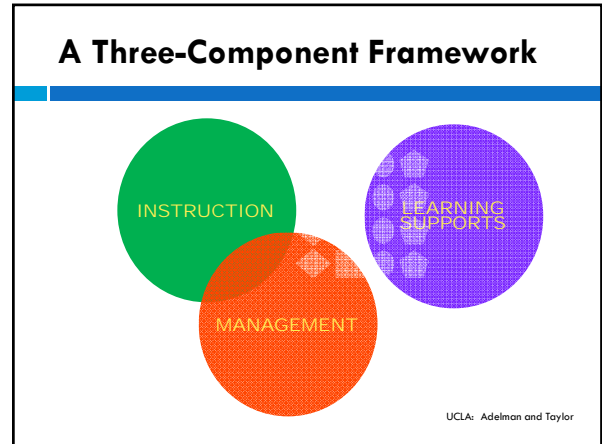 A Three-Component Framework
INSTRUCTION
LEARNING
SUPPORTS
MANAGEMENT
UCLA: Adelman and Taylor